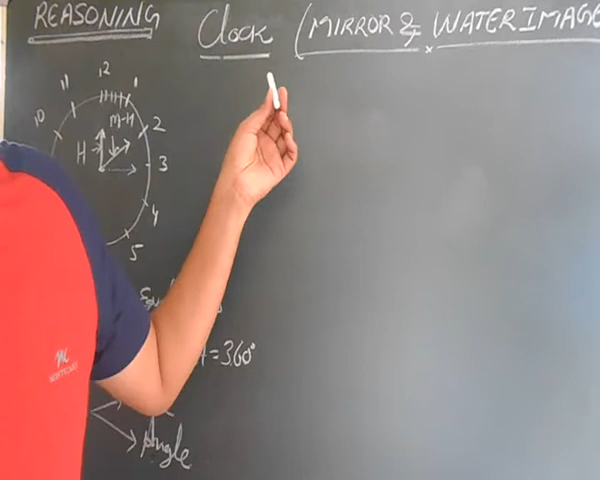 REASONING
Clock (MIRROR & WATER IMAGE
12
11
1
10
M-H
2
H
3
4
5
= 360°
Angle